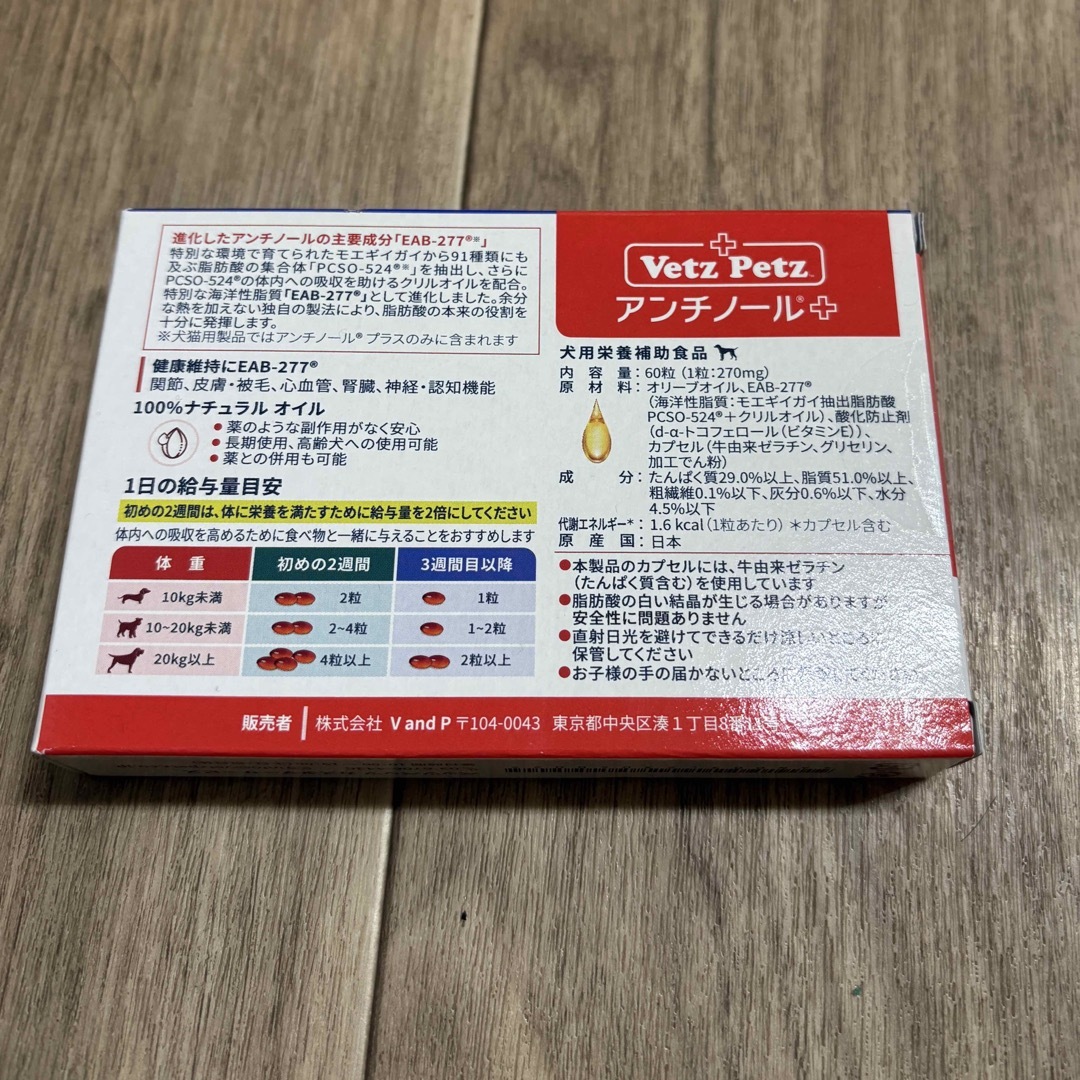 進化したアンチノールの主要成分「EAB-277®※」
特別な環境で育てられたモエギイガイから91種類にも
及ぶ脂肪酸の集合体「PCSO-524®※」を抽出し、さらに
PCSO-524®の体内への吸収を助けるクリルオイルを配合。
特別な海洋性脂質「EAB-277®」として進化しました。余分
な熱を加えない独自の製法により、脂肪酸の本来の役割を
十分に発揮します。
※犬猫用製品ではアンチノール® プラスのみに含まれます
健康維持にEAB-277®
関節、皮膚・被毛、心血管、腎臓、神経・認知機能
100%ナチュラル オイル
● 薬のような副作用がなく安心
● 長期使用、高齢犬への使用可能
● 薬との併用も可能
1日の給与量目安
初めの2週間は、体に栄養を満たすために給与量を2倍にしてください
体内への吸収を高めるために食べ物と一緒に与えることをおすすめします
体 重 初めの2週間 3週間目以降
10kg未満 2粒 1粒
10~20kg未満 2~4粒 1~2粒
20kg以上 4粒以上 2粒以上
Vetz Petz™
アンチノール®+
犬用栄養補助食品
内 容 量：60粒（1粒：270mg）
原 材 料：オリーブオイル、EAB-277®
（海洋性脂質：モエギイガイ抽出脂肪酸
PCSO-524®＋クリルオイル）、酸化防止剤
（d-α-トコフェロール（ビタミンE））、
カプセル（牛由来ゼラチン、グリセリン、
加工でん粉）
成 分：たんぱく質29.0%以上、脂質51.0%以上、
粗繊維0.1%以下、灰分0.6%以下、水分
4.5%以下
代謝エネルギー*：1.6 kcal（1粒あたり）＊カプセル含む
原 産 国：日本
●本製品のカプセルには、牛由来ゼラチン
（たんぱく質含む）を使用しています
●脂肪酸の白い結晶が生じる場合がありますが
安全性に問題ありません
●直射日光を避けてできるだけ涼しいところに
保管してください
●お子様の手の届かないところに
販売者 株式会社 V and P 〒104-0043 東京都中央区湊１丁目8番11号